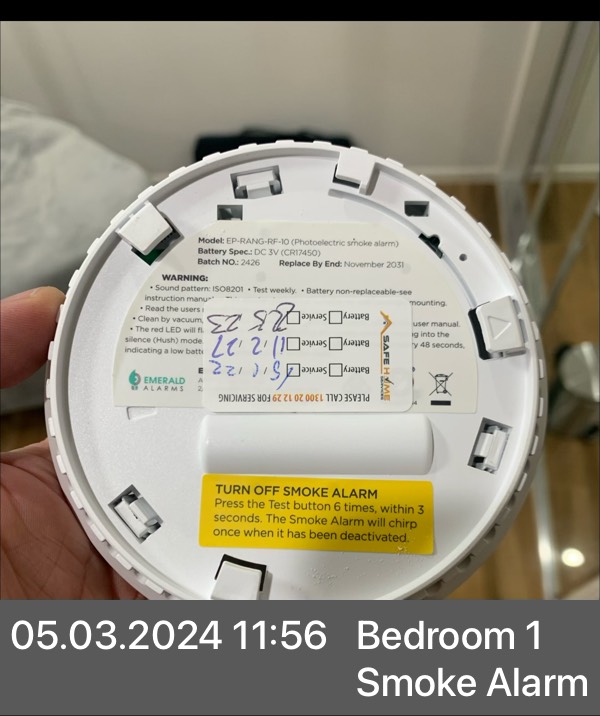 Model: EP-RANG-RF-10 (Photoelectric smoke alarm)
Battery Spec.: DC 3V (CR17450)
Batch NO.: 2426 Replace By End: November 2031
WARNING:
• Sound pattern: ISO8201 • Test weekly. • Battery non-replaceable-see
instruction mounting.
• Read the users
• Clean by vacuum, user manual.
• The red LED will into the
silence (Hush) mode 48 seconds,
indicating a low
EMERALD
ALARMS
PLEASE CALL 1300 20 12 29 FOR SERVICING
SAFE HOME
Battery Service
Battery Service
Battery Service
TURN OFF SMOKE ALARM
Press the Test button 6 times, within 3
seconds. The Smoke Alarm will chirp
once when it has been deactivated.
05.03.2024 11:56 Bedroom 1
Smoke Alarm